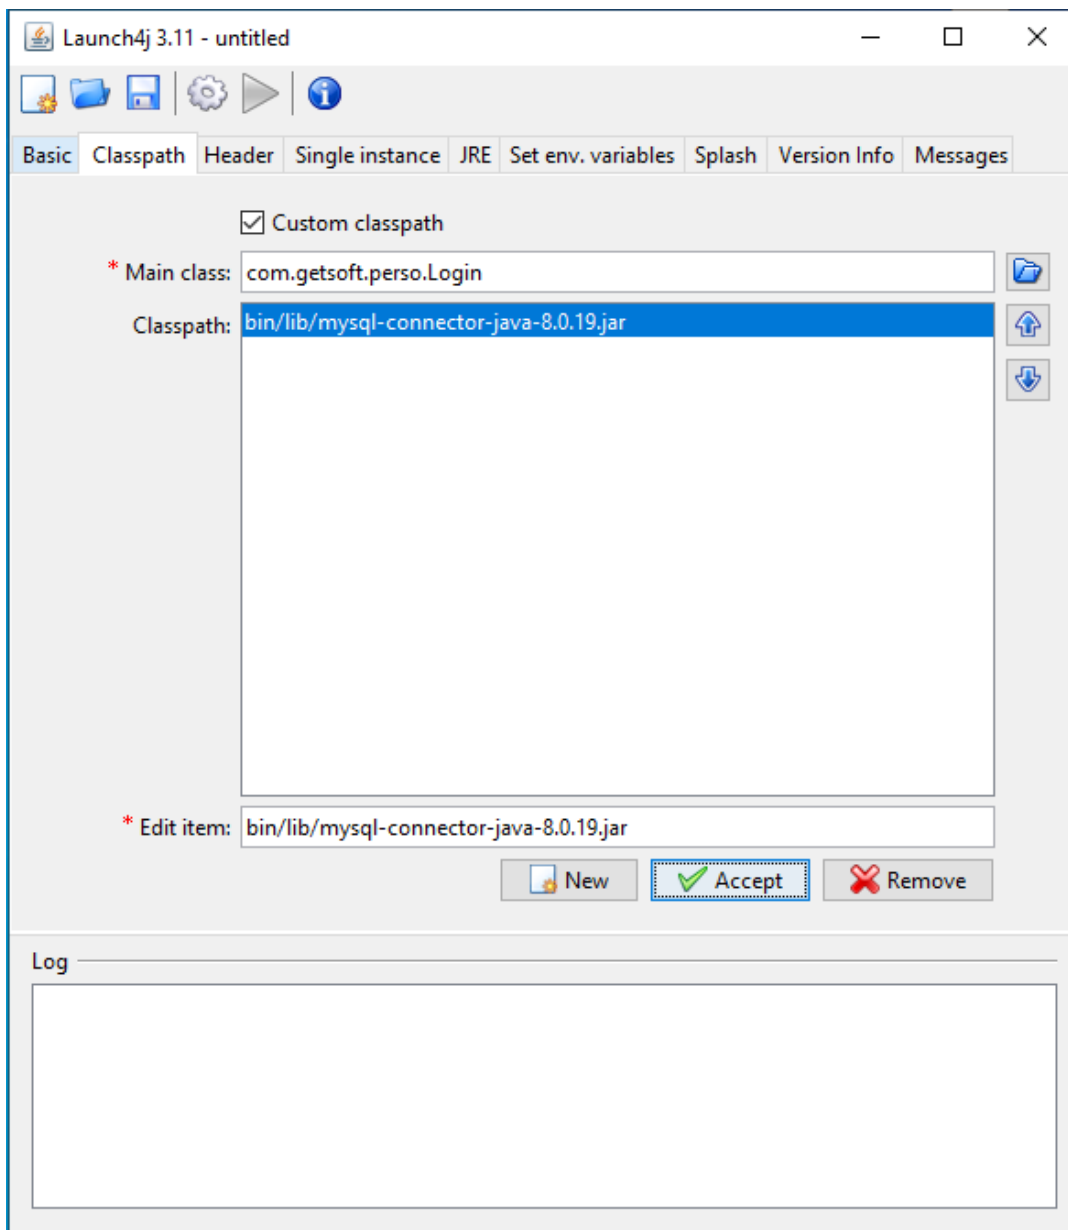 Launch4j 3.11 - untitled
Basic Classpath Header Single instance JRE Set env. variables Splash Version Info Messages
Custom classpath
* Main class: com.getsoft.perso.Login
Classpath: bin/lib/mysql-connector-java-8.0.19.jar
* Edit item: bin/lib/mysql-connector-java-8.0.19.jar
New Accept Remove
Log